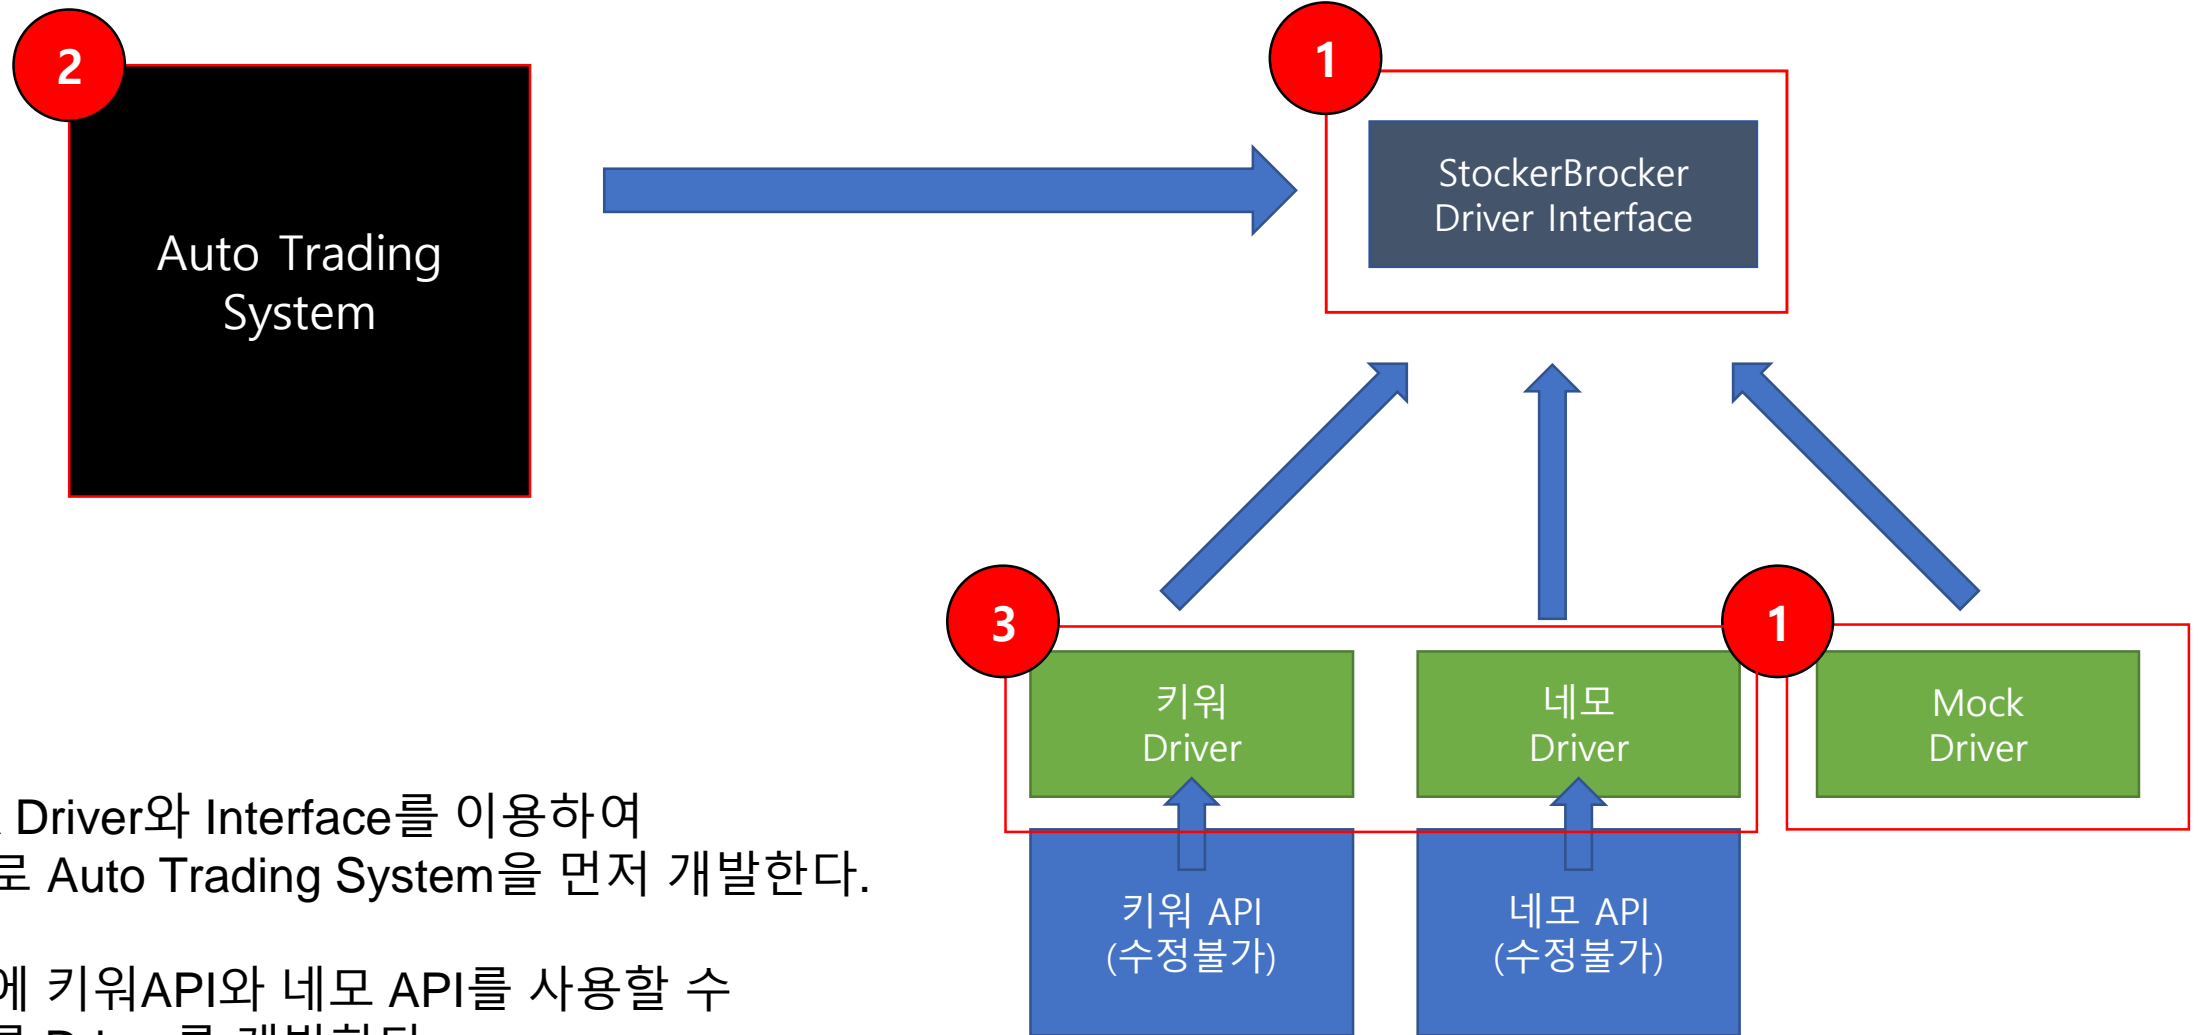 2
1
StockerBrocker
Driver Interface
Auto Trading
System
3
1
키워
Driver
네모
Driver
Mock
Driver
Driver와 Interface를 이용하여
로 Auto Trading System을 먼저 개발한다.
키워 API
(수정불가)
네모 API
(수정불가)
에 키워API와 네모 API를 사용할 수